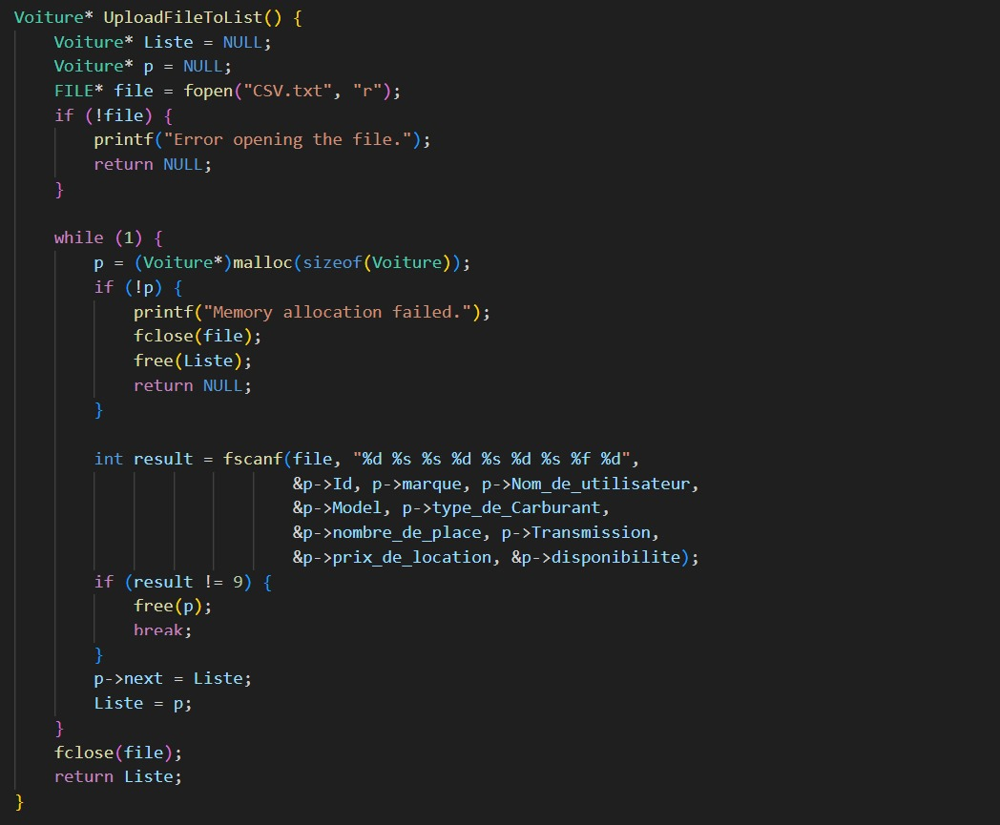 Voiture* UploadFileToList() {
    Voiture* Liste = NULL;
    Voiture* p = NULL;
    FILE* file = fopen("CSV.txt", "r");
    if (!file) {
        printf("Error opening the file.");
        return NULL;
    }

    while (1) {
        p = (Voiture*)malloc(sizeof(Voiture));
        if (!p) {
            printf("Memory allocation failed.");
            fclose(file);
            free(Liste);
            return NULL;
        }

        int result = fscanf(file, "%d %s %s %d %s %d %s %f %d",
                            &p->Id, p->marque, p->Nom_de_utilisateur,
                            &p->Model, p->type_de_Carburant,
                            &p->nombre_de_place, p->Transmission,
                            &p->prix_de_location, &p->disponibilite);
        if (result != 9) {
            free(p);
            break;
        }
        p->next = Liste;
        Liste = p;
    }
    fclose(file);
    return Liste;
}